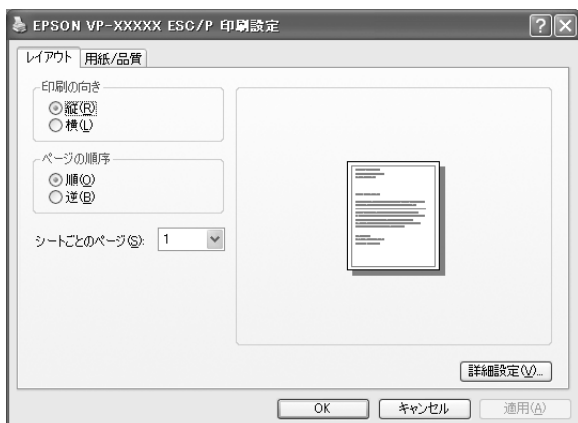 EPSON VP-XXXXX ESC/P 印刷設定
レイアウト 用紙/品質
印刷の向き
縦(R)
横(L)
ページの順序
順(O)
逆(B)
シートごとのページ(S): 1
詳細設定(V)...
OK キャンセル 適用(A)